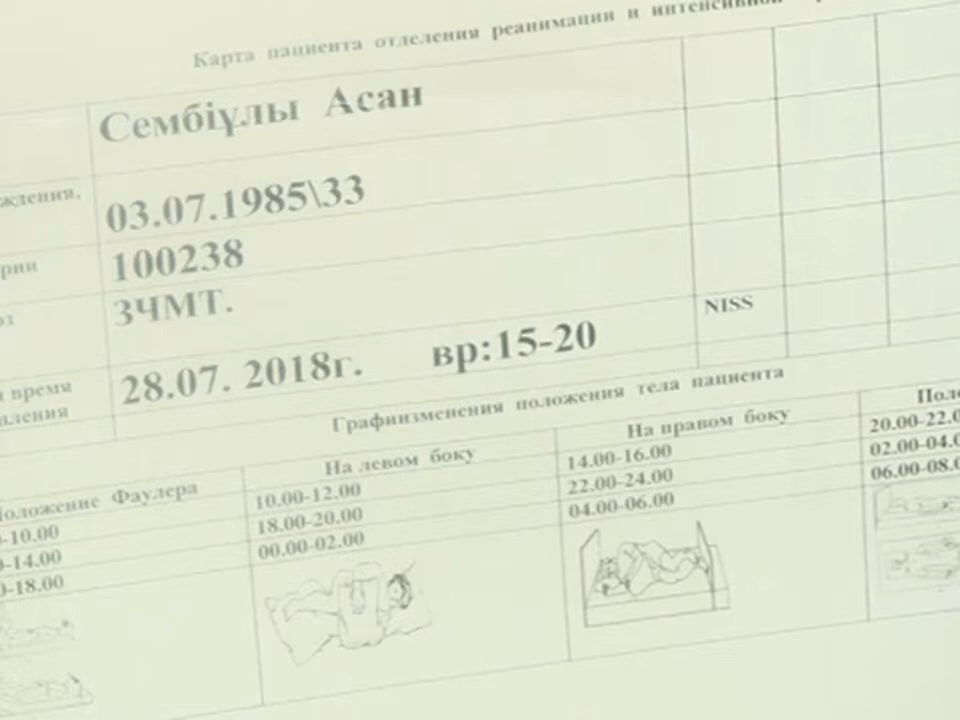 Карта пациента отделения реанимации и интенсивной
Сембіұлы Асан
03.07.1985\33
100238
ЗЧМТ.
NISS
время
28.07. 2018г. вр:15-20
Графнизменения положения тела пациента
Положение Фаулера На левом боку На правом боку
10.00-12.00 14.00-16.00 20.00-22.0
-10.00 18.00-20.00 22.00-24.00 02.00-04.0
-14.00 00.00-02.00 04.00-06.00 06.00-08.0
-18.00